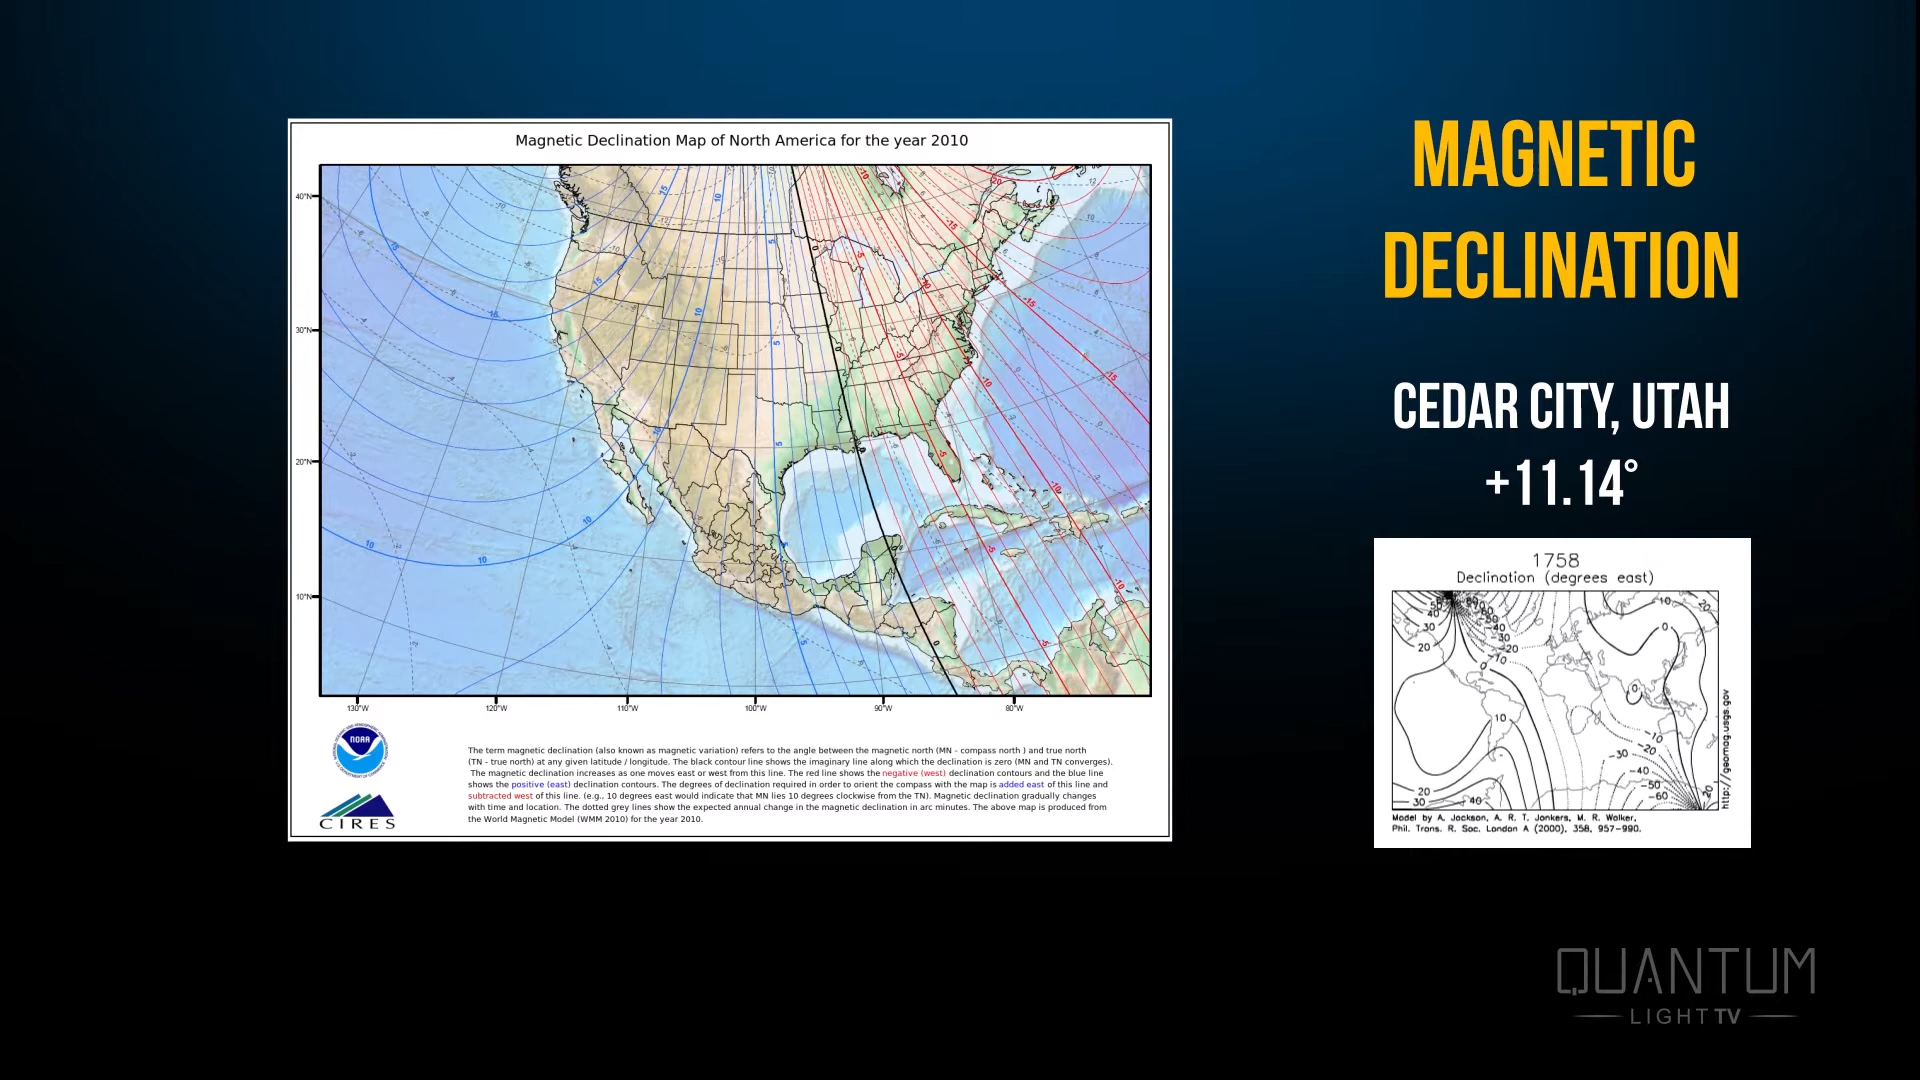 Magnetic Declination Map of North America for the year 2010
40°N
30°N
20°N
10°N
130°W
120°W
110°W
100°W
90°W
80°W
NOAA
CIRES
The term magnetic declination (also known as magnetic variation) refers to the angle between the magnetic north (MN - compass north ) and true north
(TN - true north) at any given latitude / longitude. The black contour line shows the imaginary line along which the declination is zero (MN and TN converges).
The magnetic declination increases as one moves east or west from this line. The red line shows the negative (west) declination contours and the blue line
shows the positive (east) declination contours. The degrees of declination required in order to orient the compass with the map is added east of this line and
subtracted west of this line. (e.g., 10 degrees east would indicate that MN lies 10 degrees clockwise from the TN). Magnetic declination gradually changes
with time and location. The dotted grey lines show the expected annual change in the magnetic declination in arc minutes. The above map is produced from
the World Magnetic Model (WMM 2010) for the year 2010.
MAGNETIC
DECLINATION
CEDAR CITY, UTAH
+11.14°
1758
Declination (degrees east)
http://geomag.usgs.gov
Model by A. Jackson, A. R. T. Jonkers, M. R. Walker,
Phil. Trans. R. Soc. London A (2000), 358, 957-990.
QUANTUM
LIGHT TV